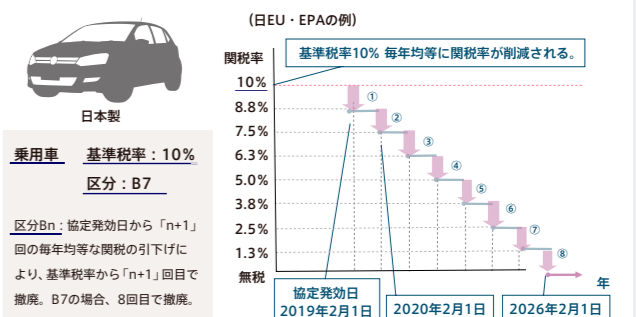 日本製
乗用車 基準税率：10%
区分：B7
区分Bn：協定発効日から「n+1」
回の毎年均等な関税の引下げに
より、基準税率から「n+1」回目で
撤廃。B7の場合、8回目で撤廃。
（日EU・EPAの例）
関税率
基準税率10% 毎年均等に関税率が削減される。
10%
8.8%
7.5%
6.3%
5.0%
3.8%
2.5%
1.3%
無税
①
②
③
④
⑤
⑥
⑦
⑧
年
協定発効日
2019年2月1日
2020年2月1日
2026年2月1日